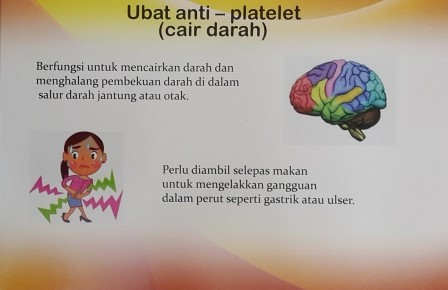 Ubat anti – platelet
(cair darah)
Berfungsi untuk mencairkan darah dan
menghalang pembekuan darah di dalam
salur darah jantung atau otak.
Perlu diambil selepas makan
untuk mengelakkan gangguan
dalam perut seperti gastrik atau ulser.